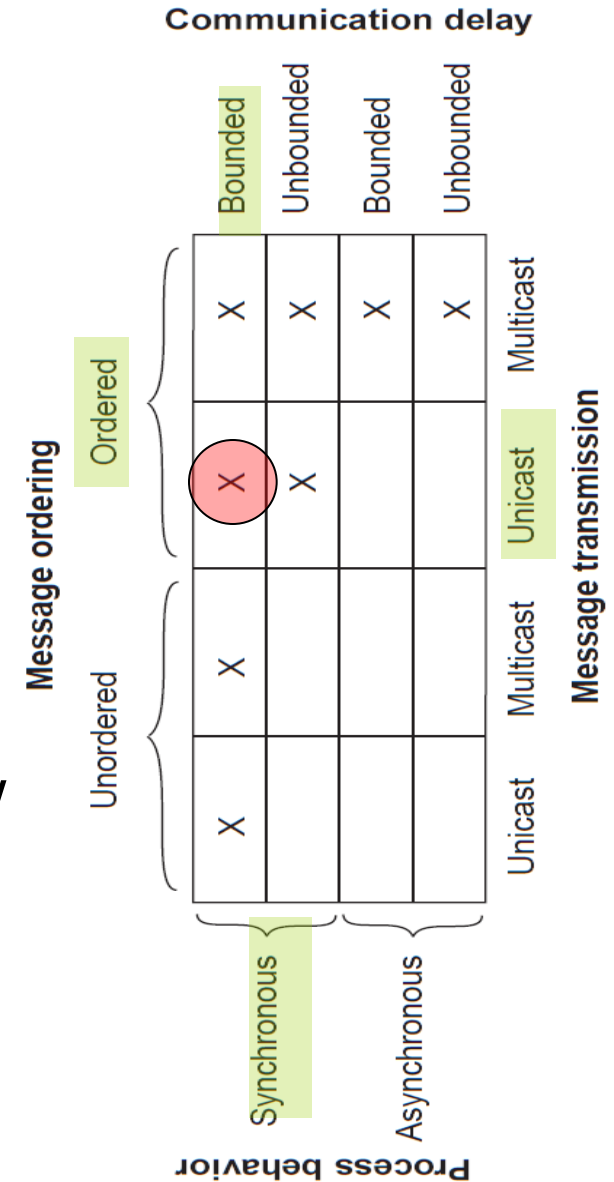 Communication delay
Bounded
Unbounded
Bounded
Unbounded
Message ordering
Ordered
Unordered
X X X X
X X
X
X
Multicast
Unicast
Multicast
Unicast
Message transmission
Synchronous
Asynchronous
Process behavior